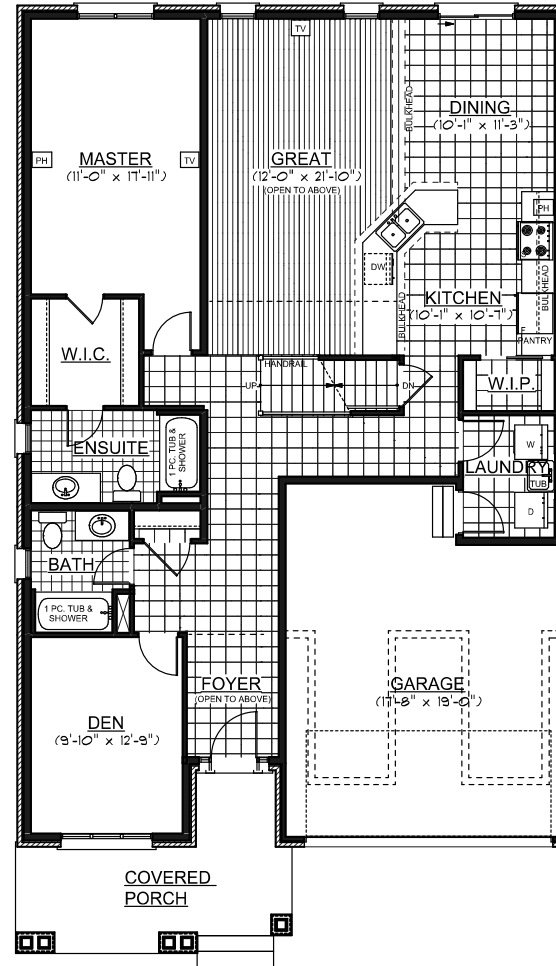 TV
DINING
(10'-1" x 11'-3")
BULKHEAD
PH
MASTER
(11'-0" x 17'-11")
TV
GREAT
(12'-0" x 21'-10")
(OPEN TO ABOVE)
PH
DW
BULKHEAD
KITCHEN
(10'-1" x 10'-7")
BULKHEAD
F
PANTRY
W.I.C.
HANDRAIL
UP
DN
W.I.P.
ENSUITE
1 PC. TUB &
SHOWER
W
LAUNDRY
TUB
D
BATH
1 PC. TUB &
SHOWER
FOYER
(OPEN TO ABOVE)
GARAGE
(17'-8" x 19'-0")
DEN
(9'-10" x 12'-9")
COVERED
PORCH